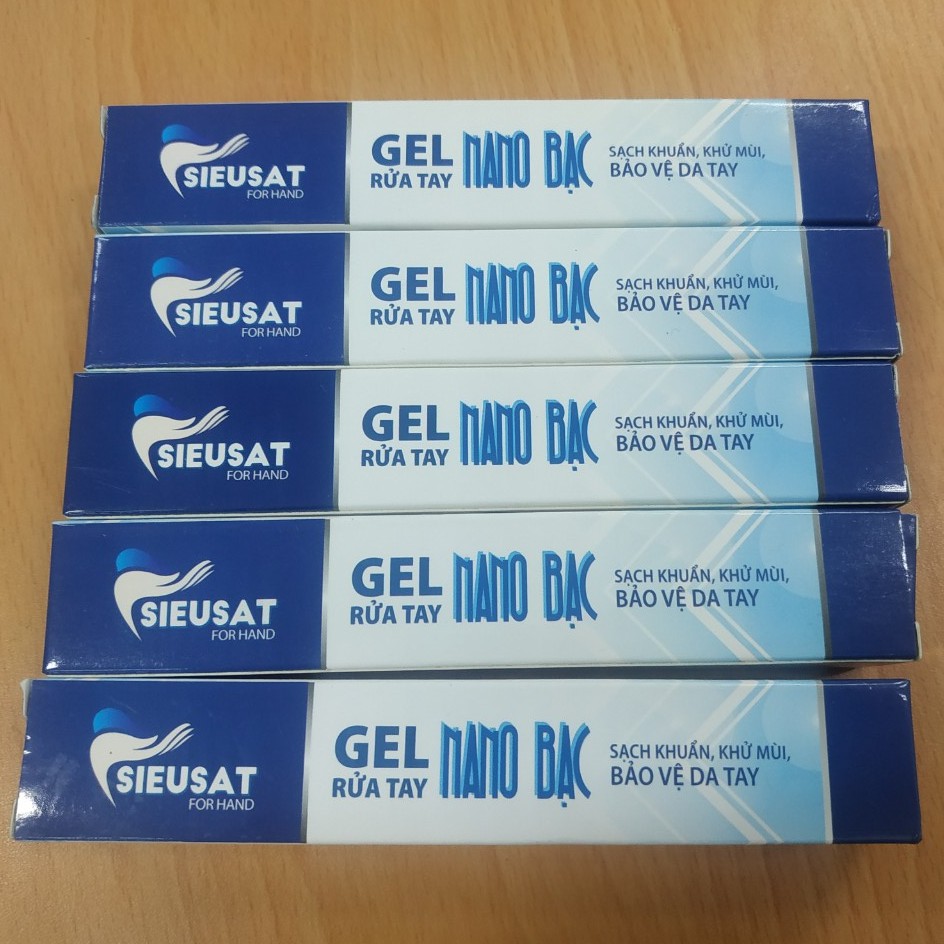 SIEUSAT
FOR HAND
GEL
RỬA TAY
NANO BẠC
SẠCH KHUẨN, KHỬ MÙI,
BẢO VỆ DA TAY
SIEUSAT
FOR HAND
GEL
RỬA TAY
NANO BẠC
SẠCH KHUẨN, KHỬ MÙI,
BẢO VỆ DA TAY
SIEUSAT
FOR HAND
GEL
RỬA TAY
NANO BẠC
SẠCH KHUẨN, KHỬ MÙI,
BẢO VỆ DA TAY
SIEUSAT
FOR HAND
GEL
RỬA TAY
NANO BẠC
SẠCH KHUẨN, KHỬ MÙI,
BẢO VỆ DA TAY
SIEUSAT
FOR HAND
GEL
RỬA TAY
NANO BẠC
SẠCH KHUẨN, KHỬ MÙI,
BẢO VỆ DA TAY